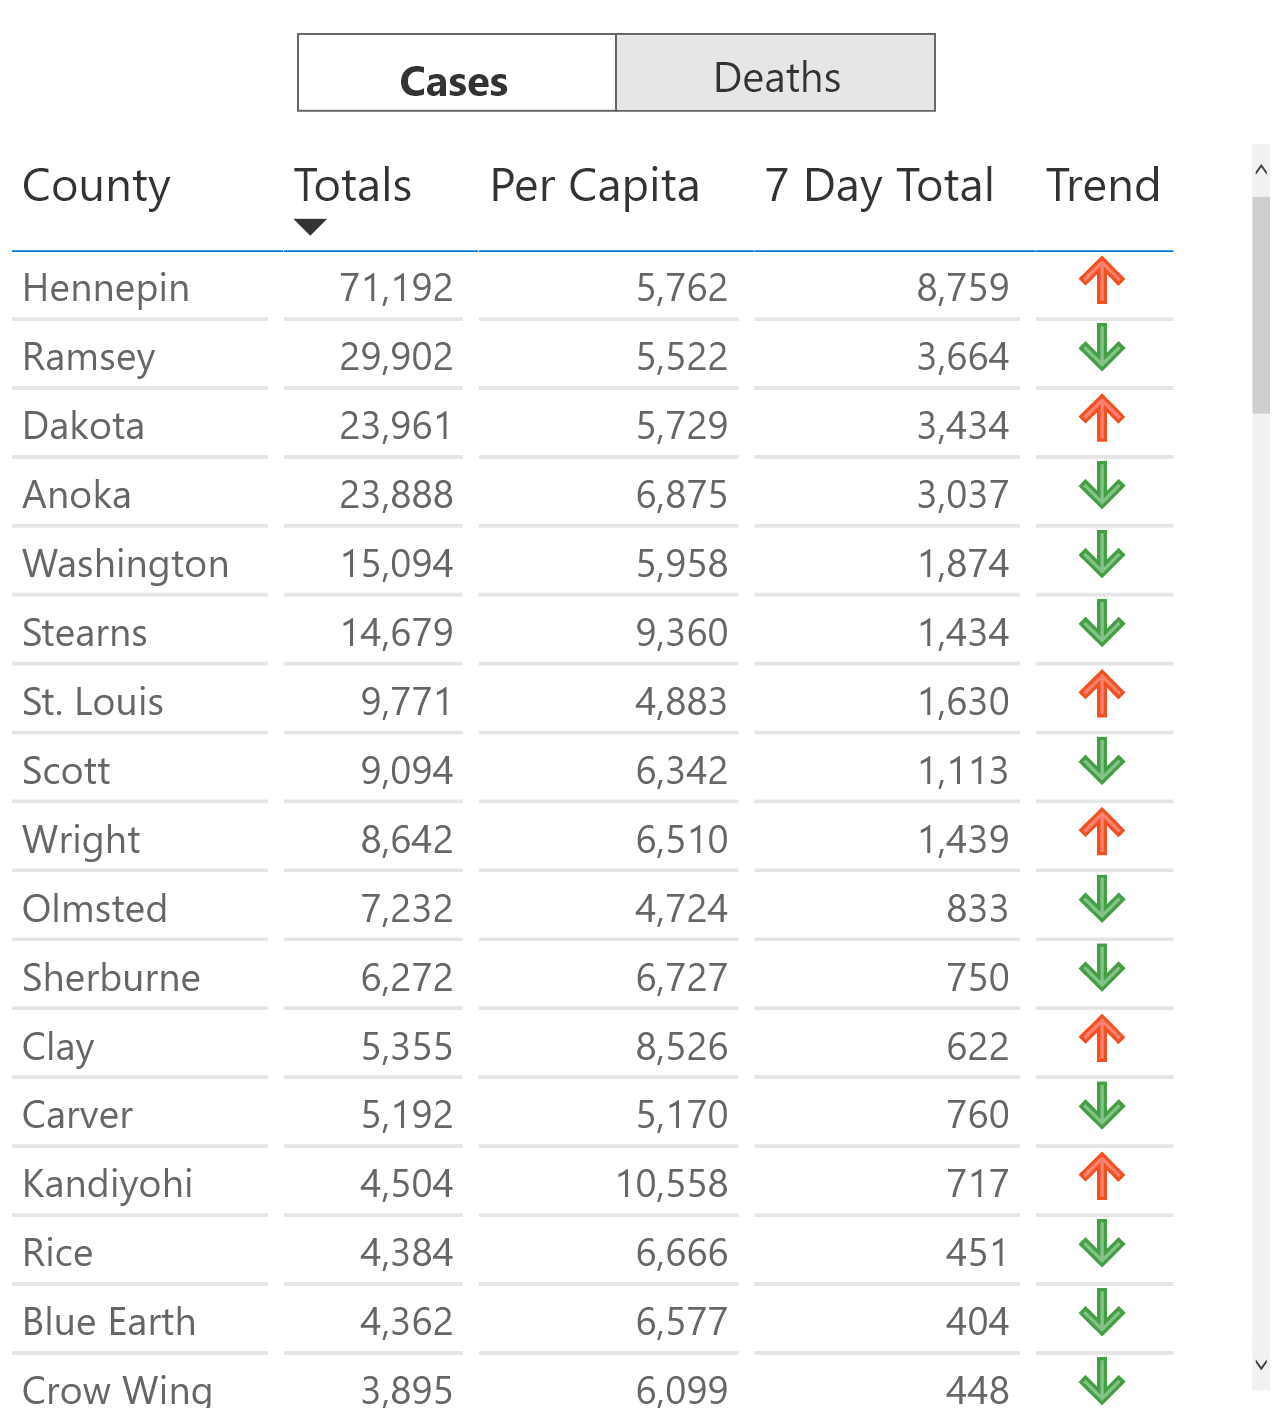 Cases Deaths
County Totals Per Capita 7 Day Total Trend
Hennepin 71,192 5,762 8,759
Ramsey 29,902 5,522 3,664
Dakota 23,961 5,729 3,434
Anoka 23,888 6,875 3,037
Washington 15,094 5,958 1,874
Stearns 14,679 9,360 1,434
St. Louis 9,771 4,883 1,630
Scott 9,094 6,342 1,113
Wright 8,642 6,510 1,439
Olmsted 7,232 4,724 833
Sherburne 6,272 6,727 750
Clay 5,355 8,526 622
Carver 5,192 5,170 760
Kandiyohi 4,504 10,558 717
Rice 4,384 6,666 451
Blue Earth 4,362 6,577 404
Crow Wing 3,895 6,099 448